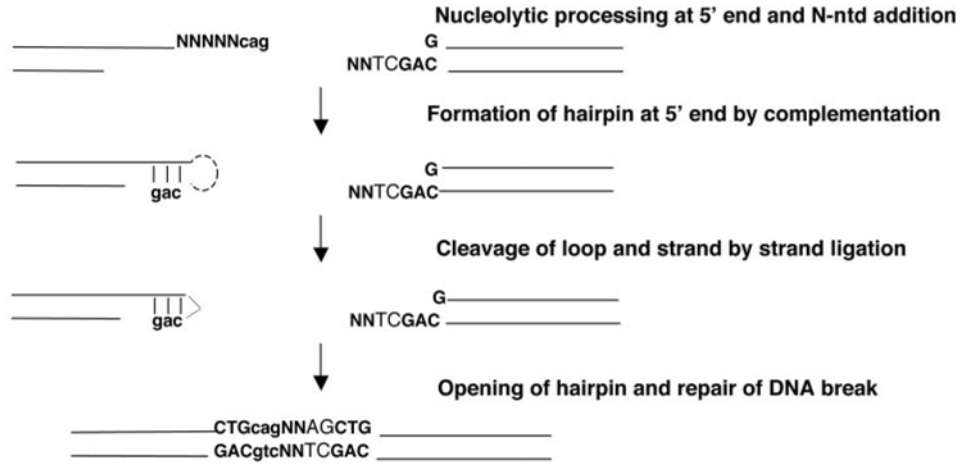 Nucleolytic processing at 5' end and N-ntd addition
NNNNNcag
G
NNTCGAC
Formation of hairpin at 5' end by complementation
gac
G
NNTCGAC
Cleavage of loop and strand by strand ligation
gac
G
NNTCGAC
Opening of hairpin and repair of DNA break
CTGcagNNAGCTG
GACgtcNNTCGAC